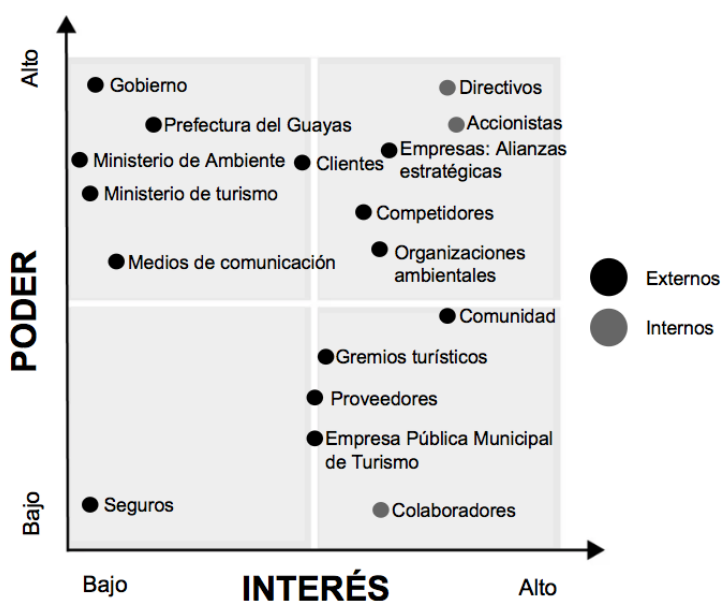 Alto
Gobierno
Directivos
Prefectura del Guayas
Accionistas
Ministerio de Ambiente
Clientes
Empresas: Alianzas
estratégicas
Ministerio de turismo
Competidores
Medios de comunicación
Organizaciones
ambientales
PODER
Externos
Internos
Comunidad
Gremios turísticos
Proveedores
Empresa Pública Municipal
de Turismo
Seguros
Colaboradores
Bajo
Bajo
INTERÉS
Alto